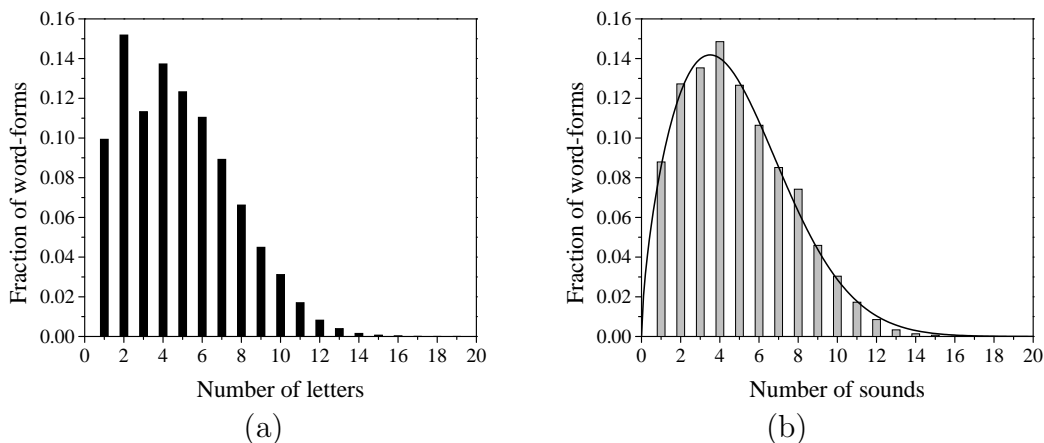 0.16
0.14
0.12
0.10
0.08
0.06
0.04
0.02
0.00
Fraction of word-forms
0 2 4 6 8 10 12 14 16 18 20
Number of letters
(a)
0.16
0.14
0.12
0.10
0.08
0.06
0.04
0.02
0.00
Fraction of word-forms
0 2 4 6 8 10 12 14 16 18 20
Number of sounds
(b)